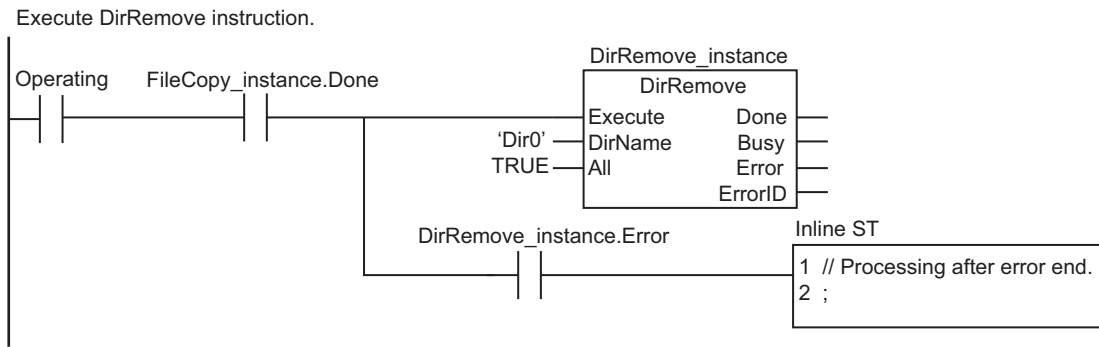 Execute DirRemove instruction.
Operating
FileCopy_instance.Done
DirRemove_instance
DirRemove
Execute
Done
‘Dir0’
DirName
Busy
TRUE
All
Error
ErrorID
DirRemove_instance.Error
Inline ST
1 // Processing after error end.
2 ;